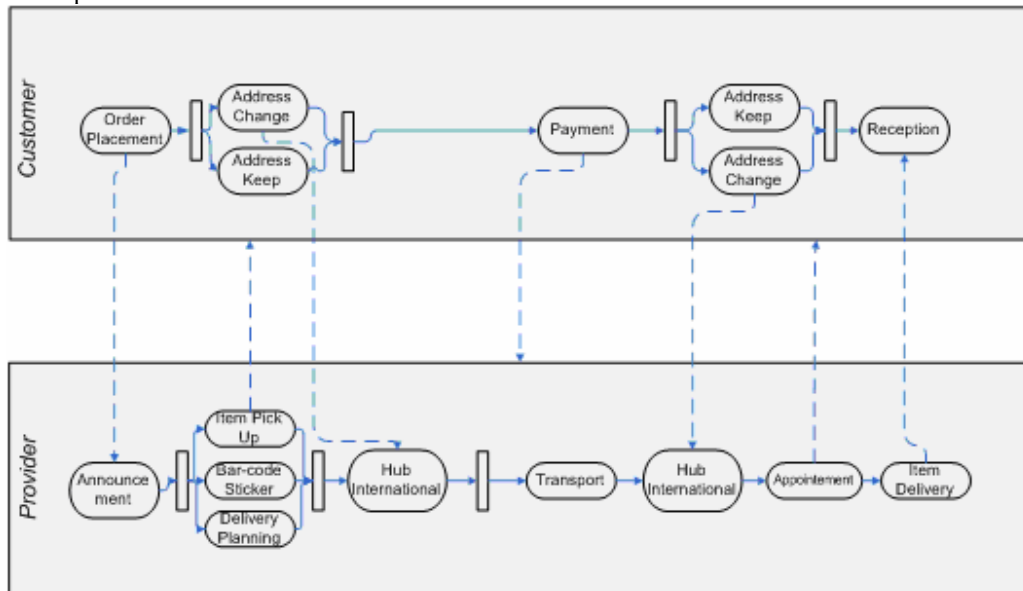 Customer
Order
Placement
Address
Change
Address
Keep
Payment
Address
Keep
Address
Change
Reception
Provider
Announce
ment
Item Pick
Up
Bar-code
Sticker
Delivery
Planning
Hub
International
Transport
Hub
International
Appointement
Item
Delivery